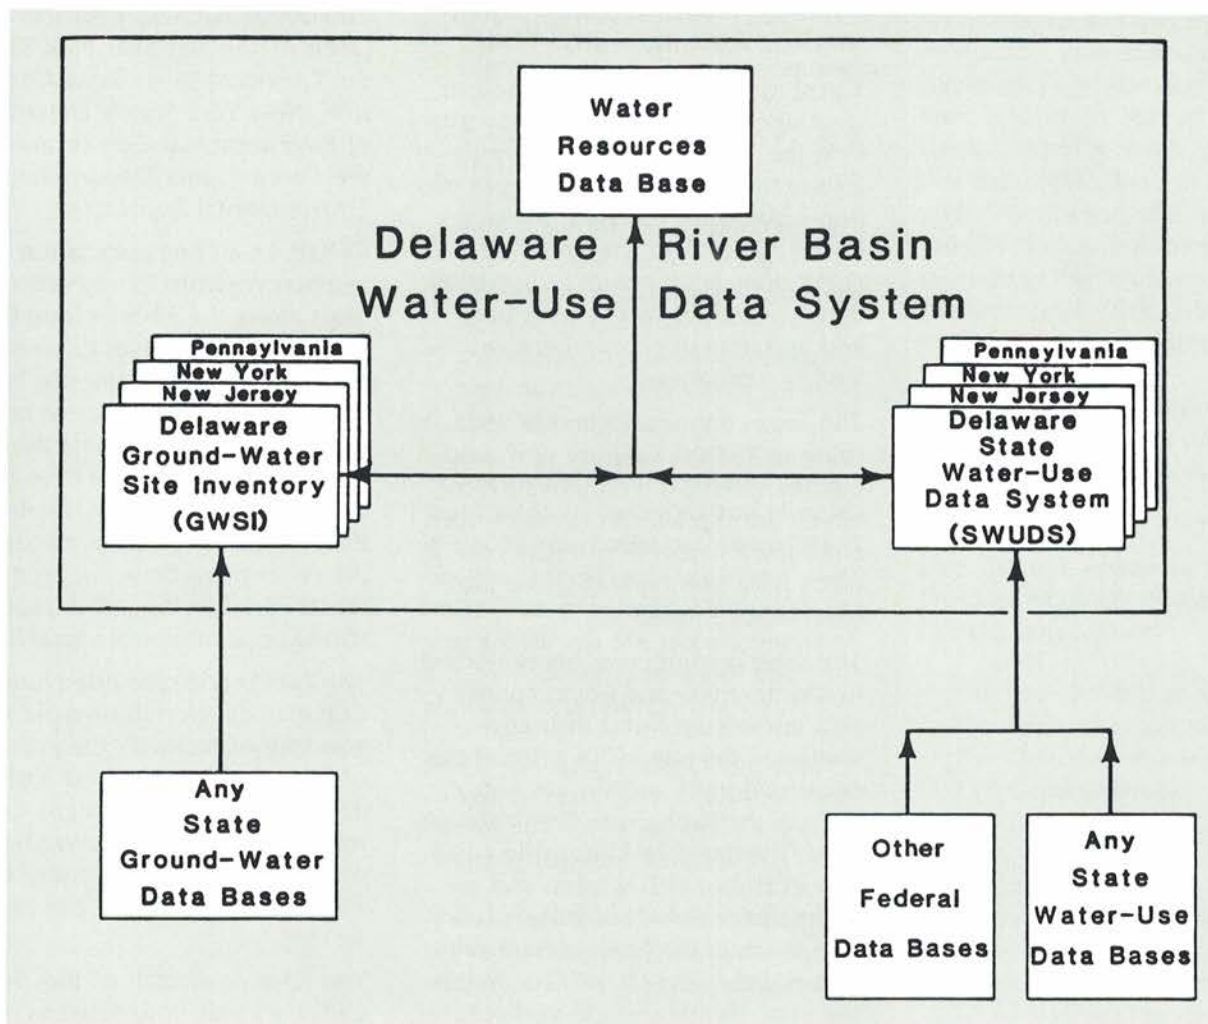 Water
Resources
Data Base
Delaware River Basin
Water-Use Data System
Pennsylvania
New York
New Jersey
Delaware
Ground-Water
Site Inventory
(GWSI)
Pennsylvania
New York
New Jersey
Delaware
State
Water-Use
Data System
(SWUDS)
Any
State
Ground-Water
Data Bases
Other
Federal
Data Bases
Any
State
Water-Use
Data Bases